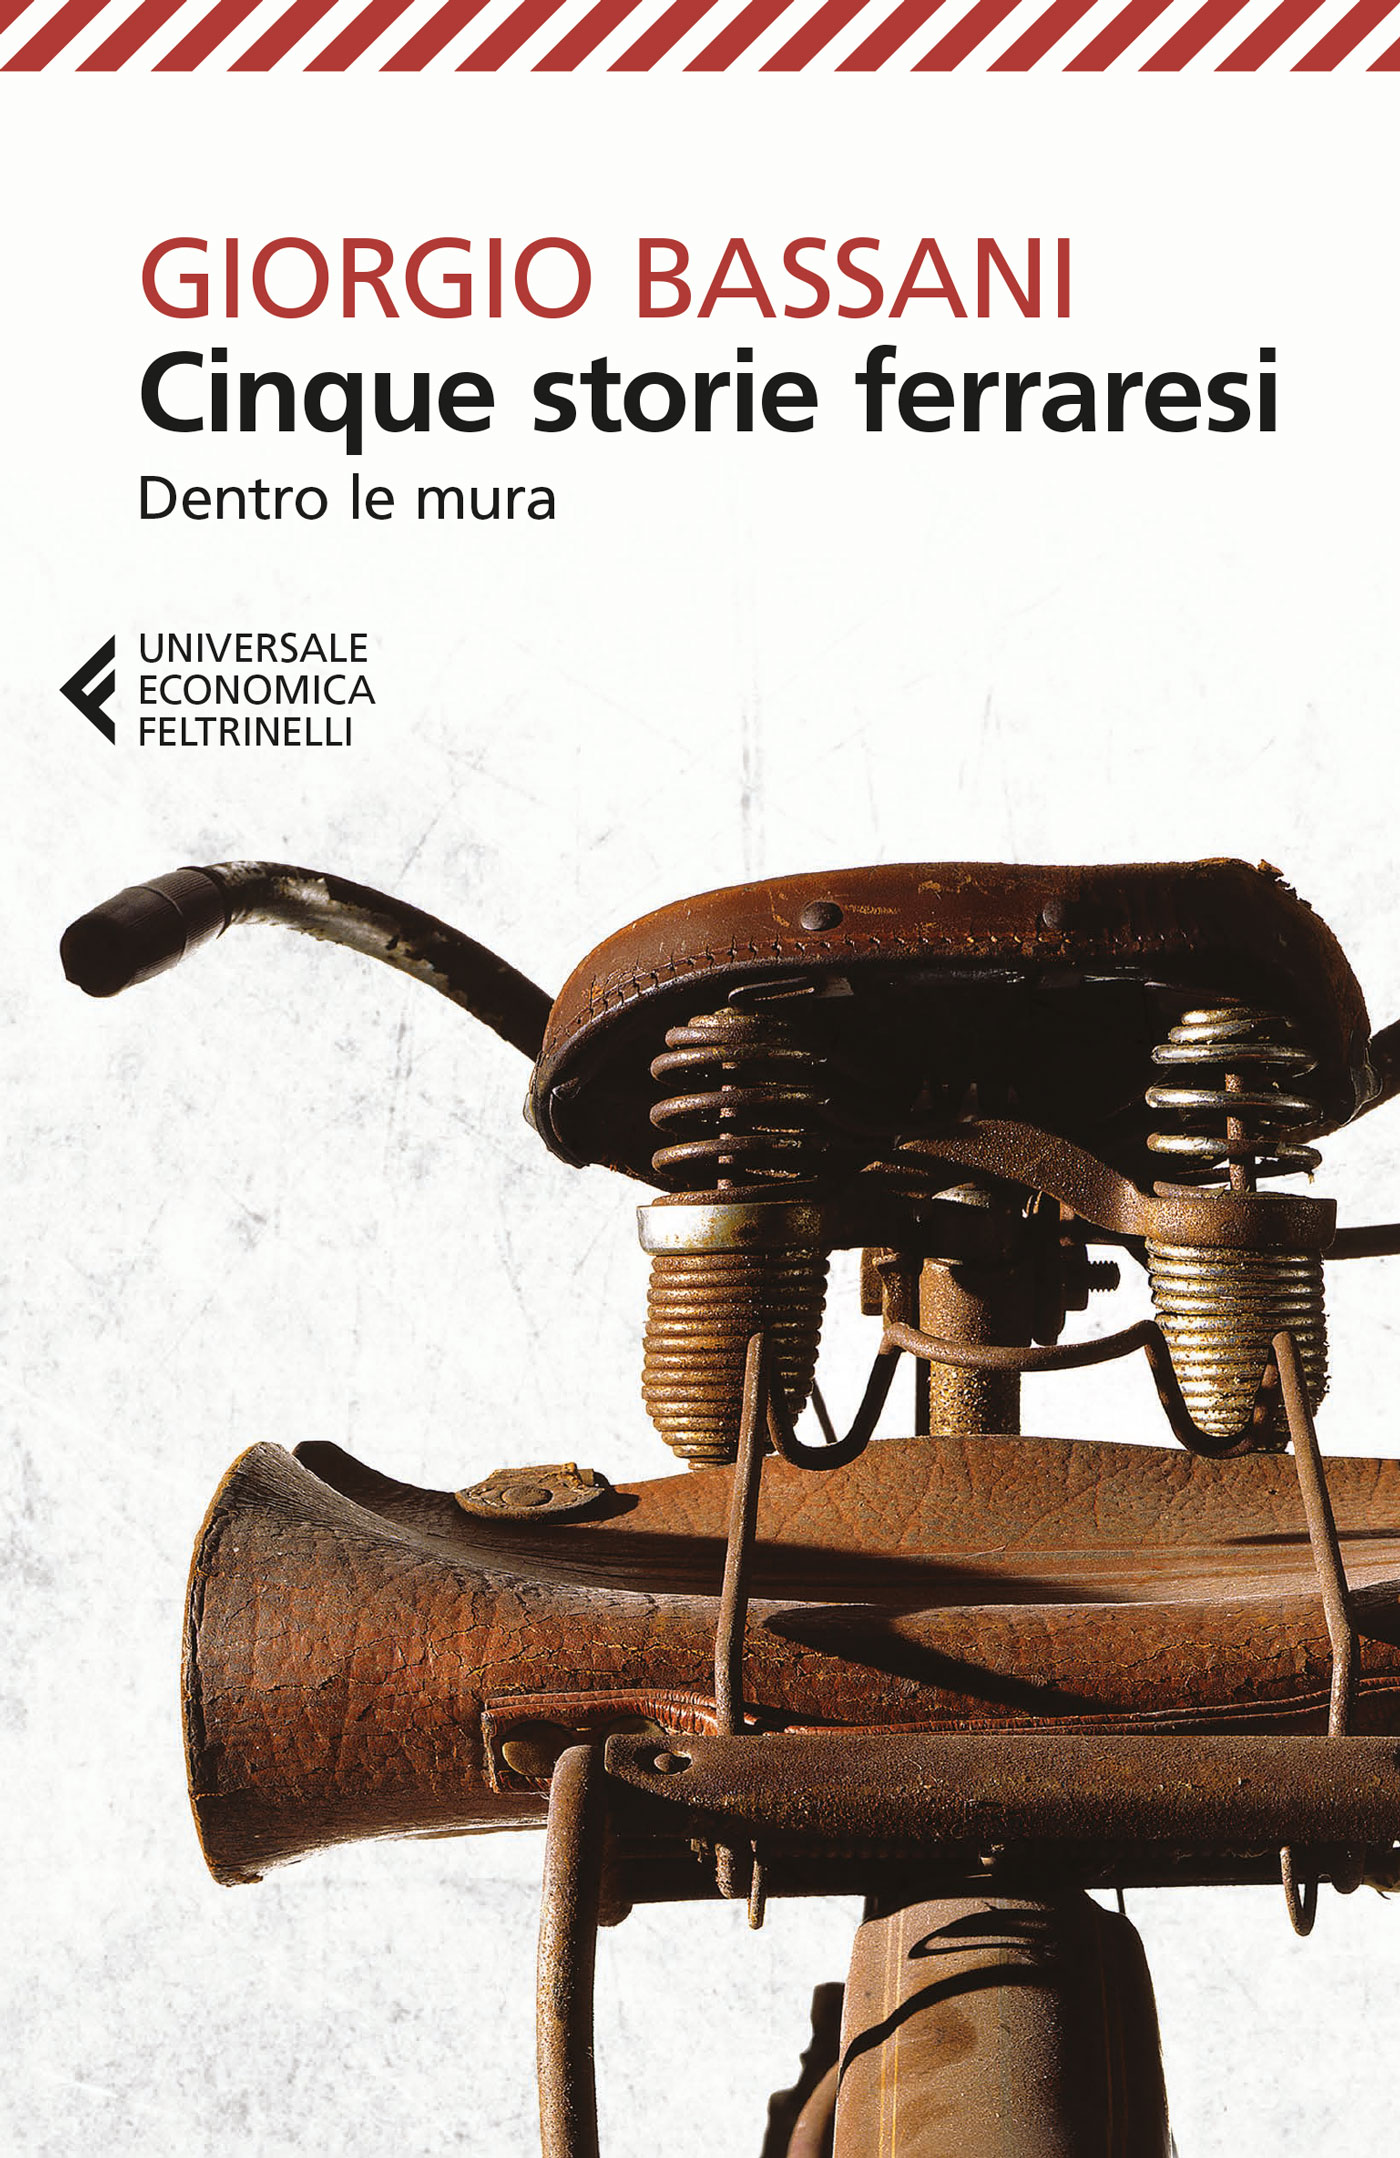 GIORGIO BASSANI
Cinque storie ferraresi
Dentro le mura
UNIVERSALE
ECONOMICA
FELTRINELLI